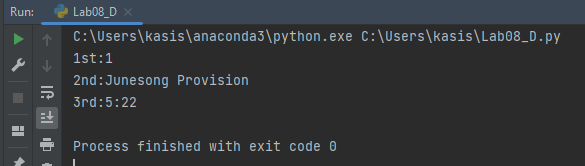 Run: Lab08_D
C:\Users\kasis\anaconda3\python.exe C:\Users\kasis\Lab08_D.py
1st:1
2nd:Junesong Provision
3rd:5:22
Process finished with exit code 0